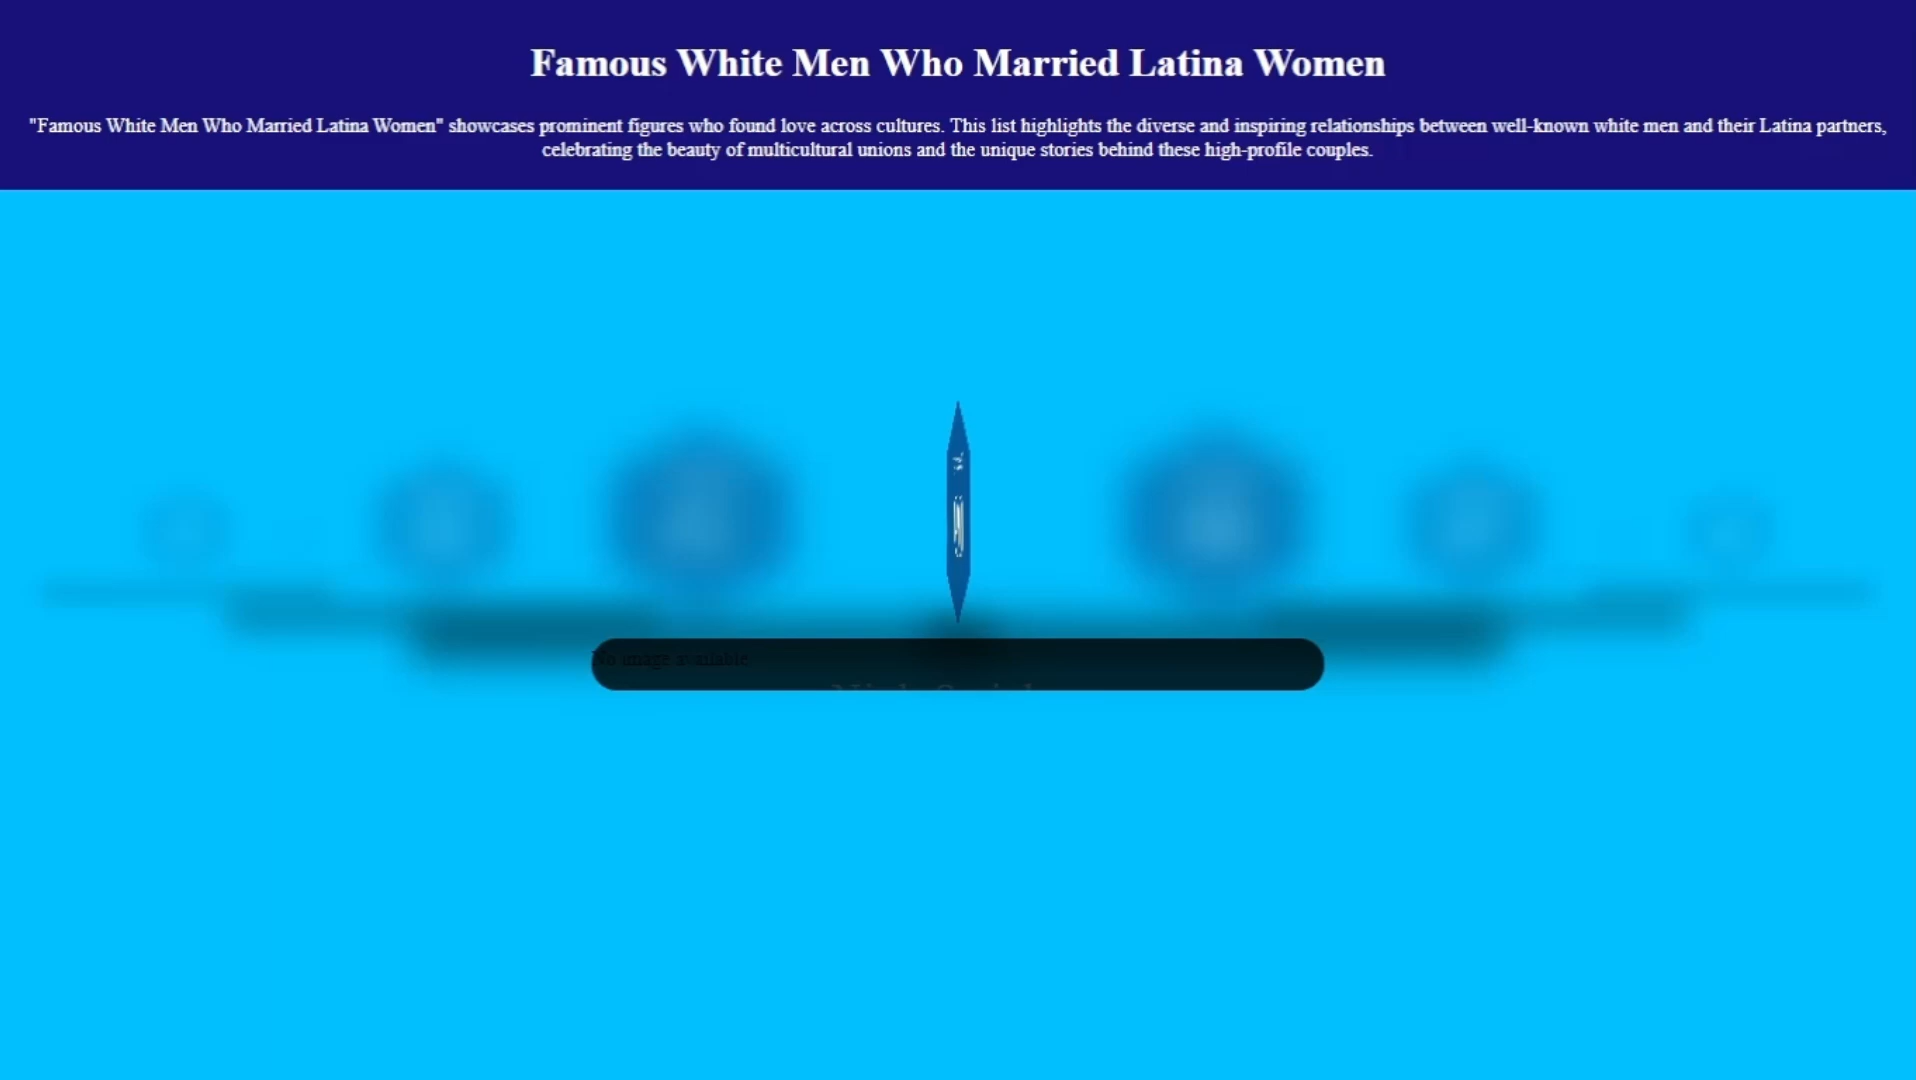 Famous White Men Who Married Latina Women
"Famous White Men Who Married Latina Women" showcases prominent figures who found love across cultures. This list highlights the diverse and inspiring relationships between well-known white men and their Latina partners,
celebrating the beauty of multicultural unions and the unique stories behind these high-profile couples.
No image available